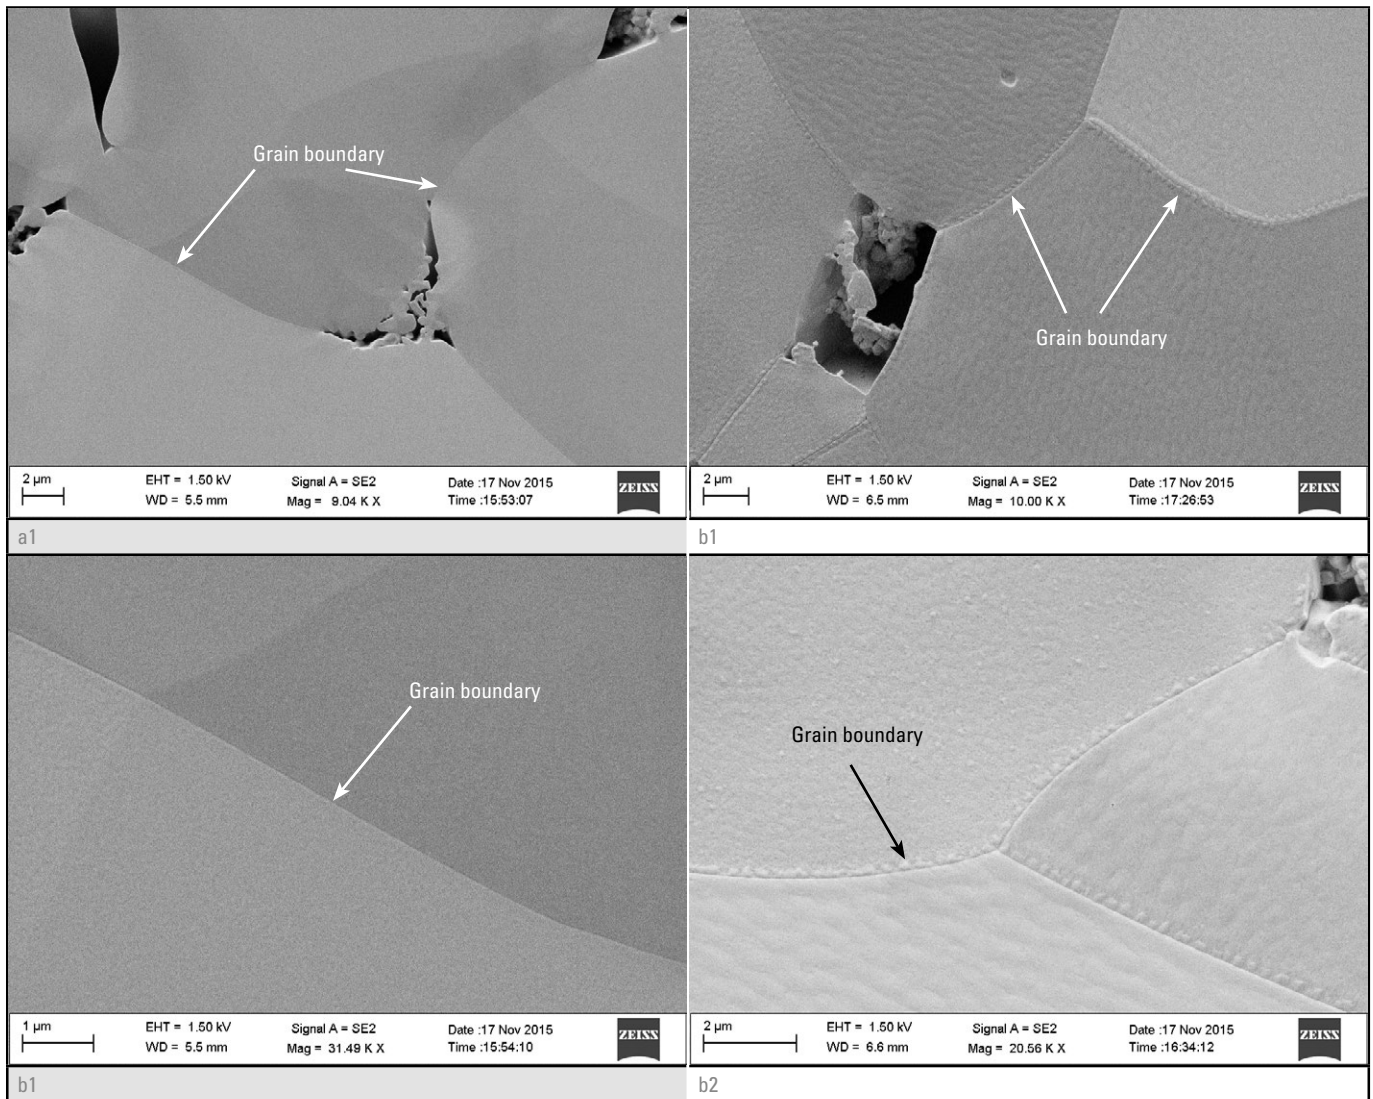 Grain boundary
Grain boundary
2 µm
EHT = 1.50 kV
Signal A = SE2
Date :17 Nov 2015
WD = 5.5 mm
Mag = 9.04 K X
Time :15:53:07
ZEISS
2 µm
EHT = 1.50 kV
Signal A = SE2
Date :17 Nov 2015
WD = 6.5 mm
Mag = 10.00 K X
Time :17:26:53
ZEISS
a1
b1
Grain boundary
Grain boundary
1 µm
EHT = 1.50 kV
Signal A = SE2
Date :17 Nov 2015
WD = 5.5 mm
Mag = 31.49 K X
Time :15:54:10
ZEISS
2 µm
EHT = 1.50 kV
Signal A = SE2
Date :17 Nov 2015
WD = 6.6 mm
Mag = 20.56 K X
Time :16:34:12
ZEISS
b1
b2